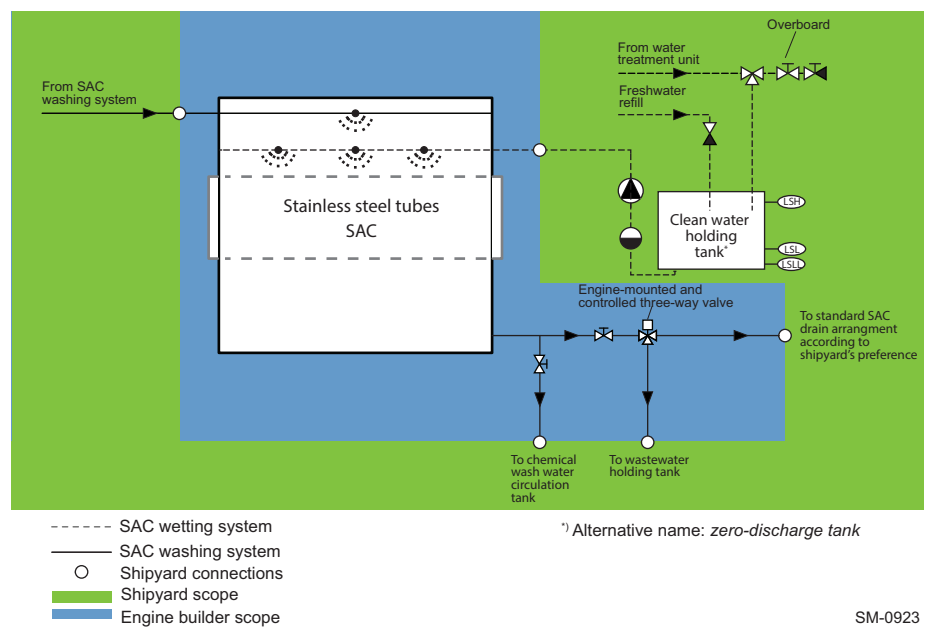 Overboard
From water
treatment unit
Freshwater
refill
From SAC
washing system
Stainless steel tubes
SAC
Clean water
holding
tank*
LSH
LSL
LSLL
Engine-mounted and
controlled three-way valve
To standard SAC
drain arrangment
according to
shipyard's preference
To chemical
wash water
circulation
tank
To wastewater
holding tank
SAC wetting system
SAC washing system
Shipyard connections
Shipyard scope
Engine builder scope
*) Alternative name: zero-discharge tank
SM-0923